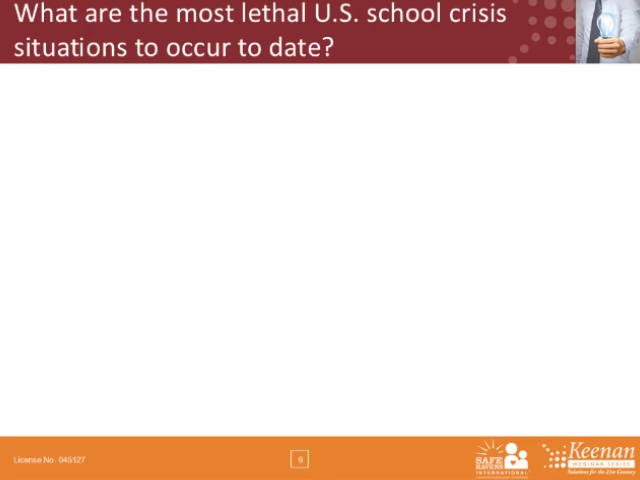 What are the most lethal U.S. school crisis
situations to occur to date?
License No. 045127
9
SAFE
HAVENS
INTERNATIONAL
Keenan
WEBINAR SERIES
Solutions for the 21st Century